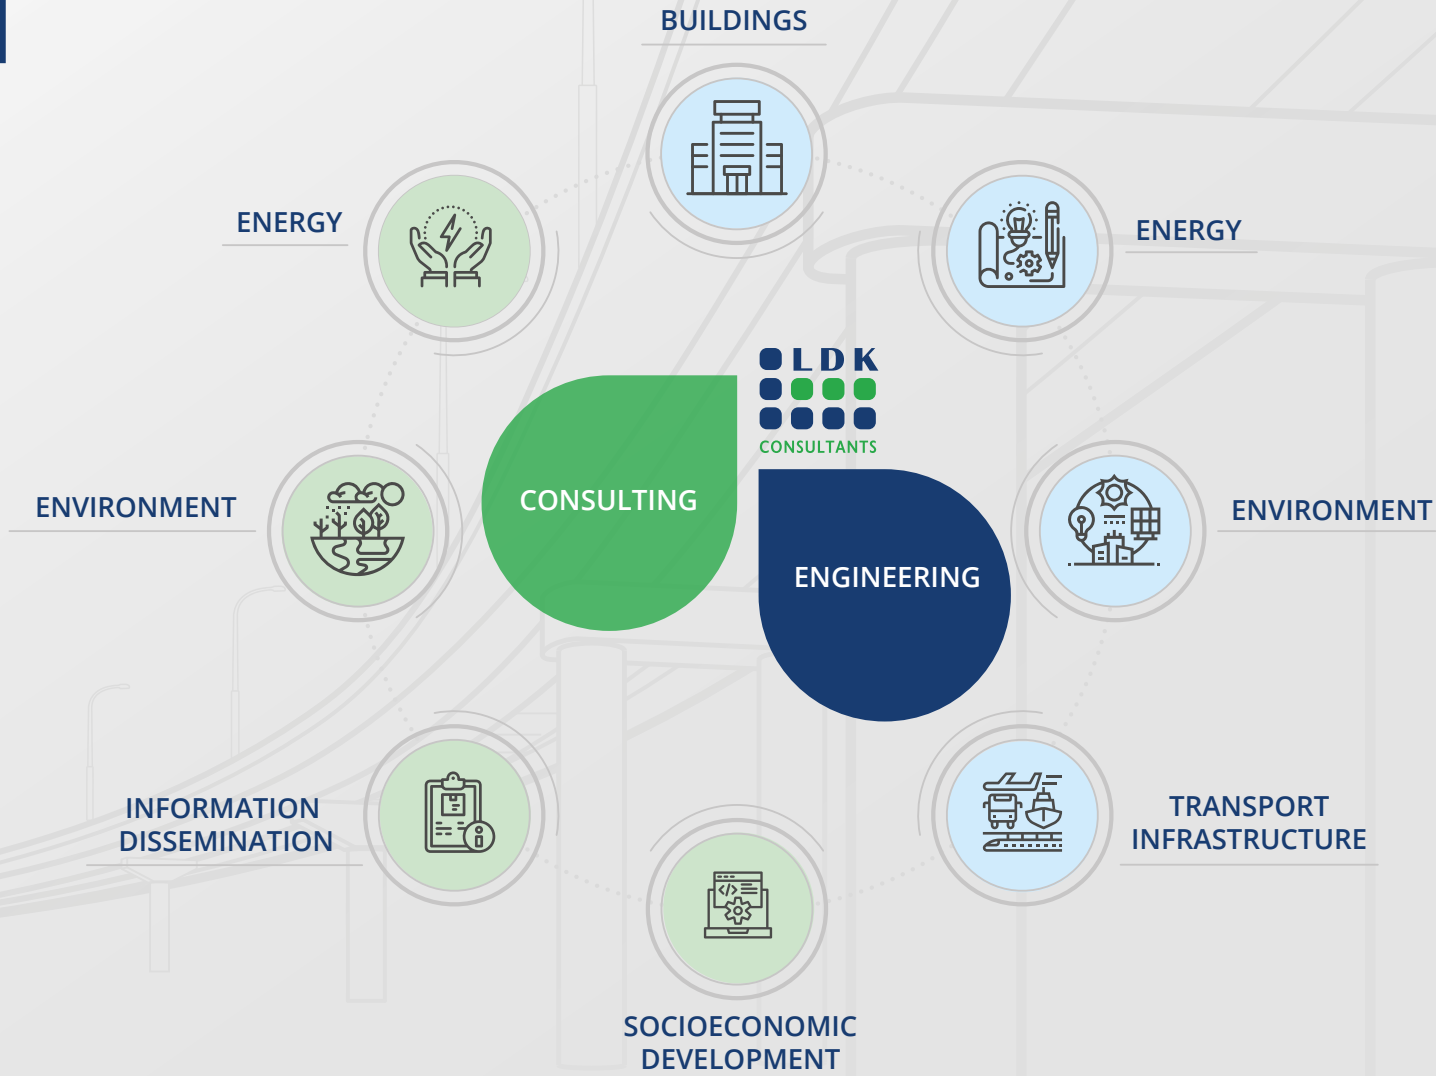 BUILDINGS
ENERGY
ENERGY
LDK
CONSULTANTS
CONSULTING
ENVIRONMENT
ENVIRONMENT
ENGINEERING
INFORMATION
DISSEMINATION
TRANSPORT
INFRASTRUCTURE
SOCIOECONOMIC
DEVELOPMENT